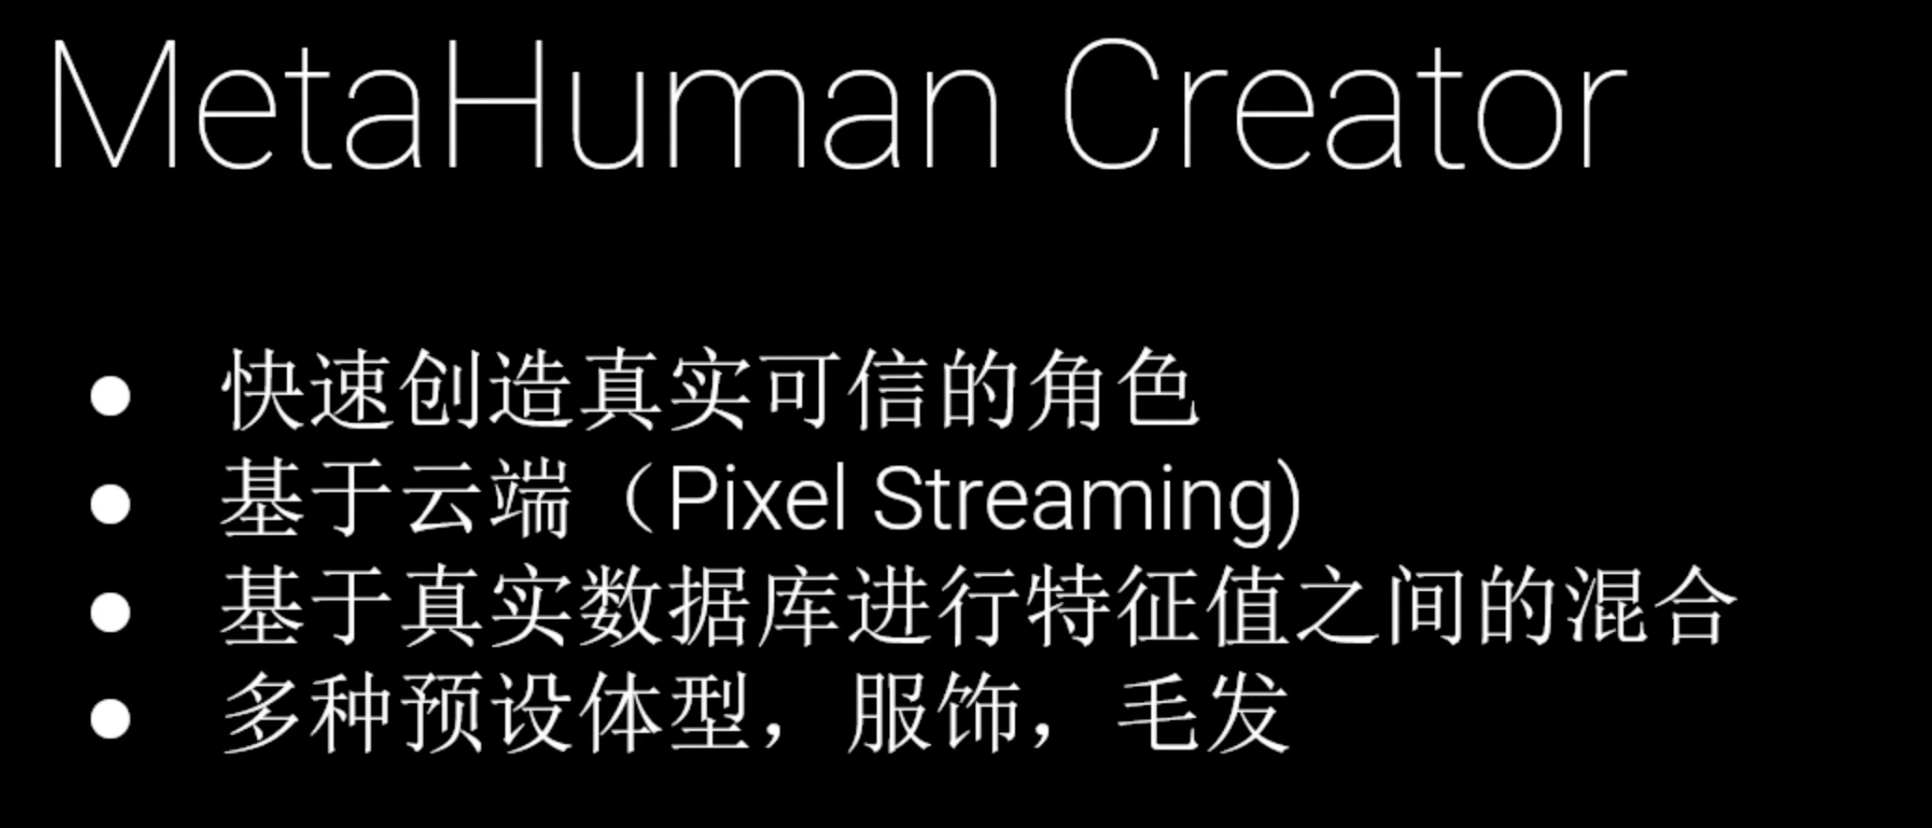 MetaHuman Creator
● 快速创造真实可信的角色
● 基于云端（Pixel Streaming)
● 基于真实数据库进行特征值之间的混合
● 多种预设体型，服饰，毛发